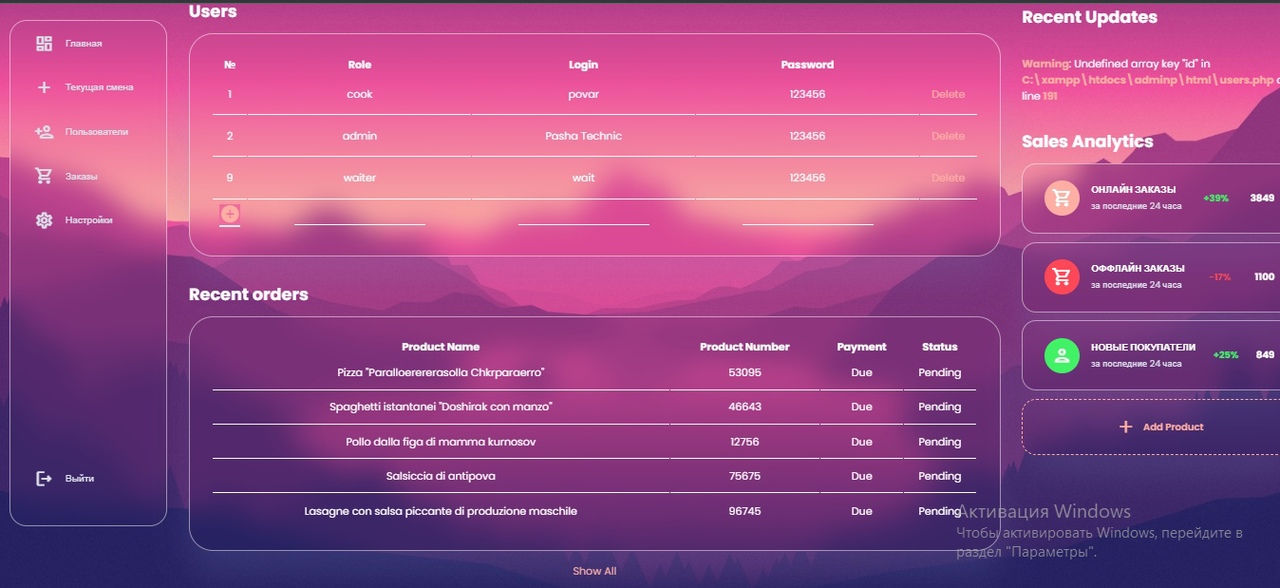 Главная
Текущая смена
Пользователи
Заказы
Настройки
Выйти
Users
№ Role Login Password
1 cook povar 123456 Delete
2 admin Pasha Technic 123456 Delete
9 waiter wait 123456 Delete
+
Recent orders
Product Name Product Number Payment Status
Pizza "Paralloerererasolla Chkrparaerro" 53095 Due Pending
Spaghetti istantanei "Doshirak con manzo" 46643 Due Pending
Pollo dalla figa di mamma kurnosov 12756 Due Pending
Salsiccia di antipova 75675 Due Pending
Lasagne con salsa piccante di produzione maschile 96745 Due Pending
Show All
Recent Updates
Warning: Undefined array key "id" in
C:\xampp\htdocs\adminp\html\users.php
line 191
Sales Analytics
ОНЛАЙН ЗАКАЗЫ
за последние 24 часа
+39% 3849
ОФФЛАЙН ЗАКАЗЫ
за последние 24 часа
-17% 1100
НОВЫЕ ПОКУПАТЕЛИ
за последние 24 часа
+25% 849
+ Add Product
Активация Windows
Чтобы активировать Windows, перейдите в
раздел "Параметры".